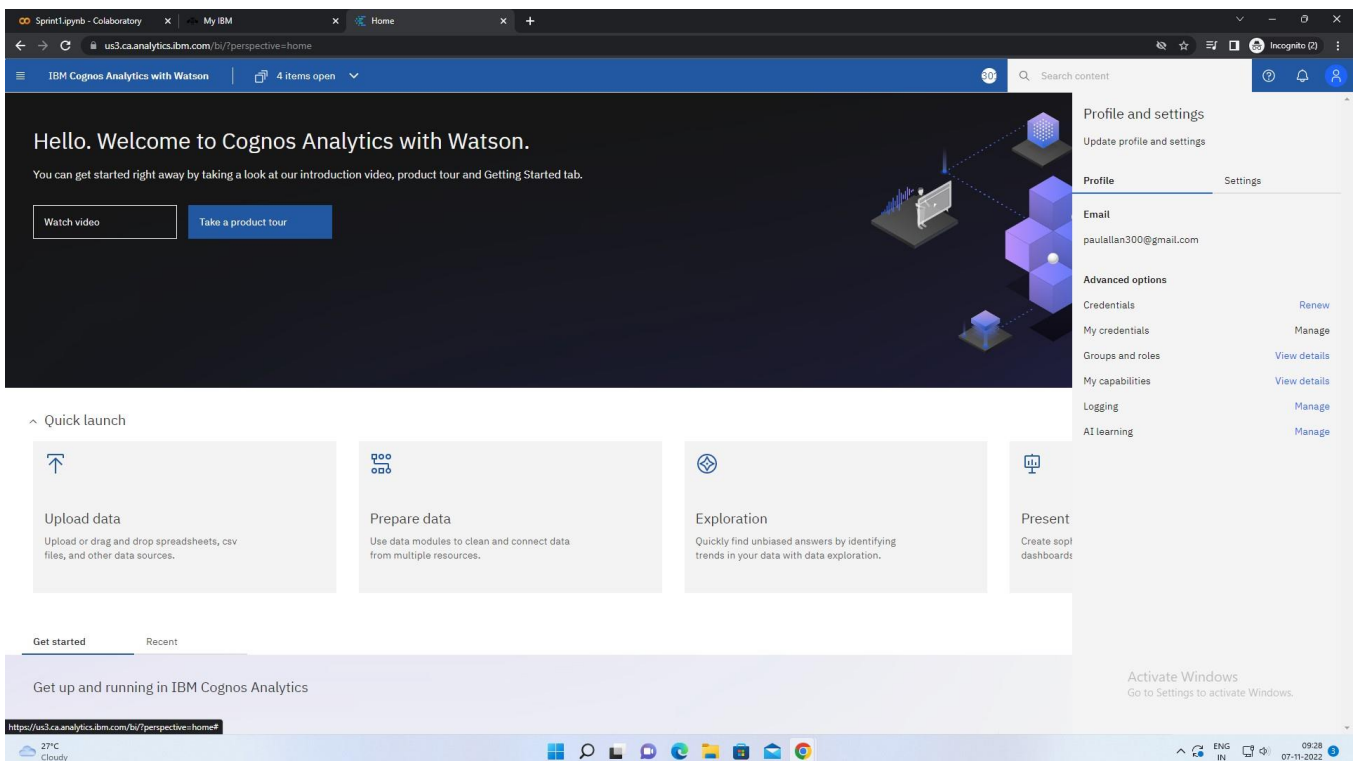 Sprint1.ipynb - Colaboratory
My IBM
Home
us3.ca.analytics.ibm.com/bi/?perspective=home
Incognito (2)
IBM Cognos Analytics with Watson
4 items open
30
Search content
Hello. Welcome to Cognos Analytics with Watson.
You can get started right away by taking a look at our introduction video, product tour and Getting Started tab.
Watch video
Take a product tour
Profile and settings
Update profile and settings
Profile Settings
Email
paulallan300@gmail.com
Advanced options
Credentials Renew
My credentials Manage
Groups and roles View details
My capabilities View details
Logging Manage
AI learning Manage
Quick launch
Upload data
Upload or drag and drop spreadsheets, csv
files, and other data sources.
Prepare data
Use data modules to clean and connect data
from multiple resources.
Exploration
Quickly find unbiased answers by identifying
trends in your data with data exploration.
Present
Create soph
dashboards
Get started Recent
Get up and running in IBM Cognos Analytics
Activate Windows
Go to Settings to activate Windows.
https://us3.ca.analytics.ibm.com/bi/?perspective=home#
27°C
Cloudy
ENG
IN
09:28
07-11-2022
3